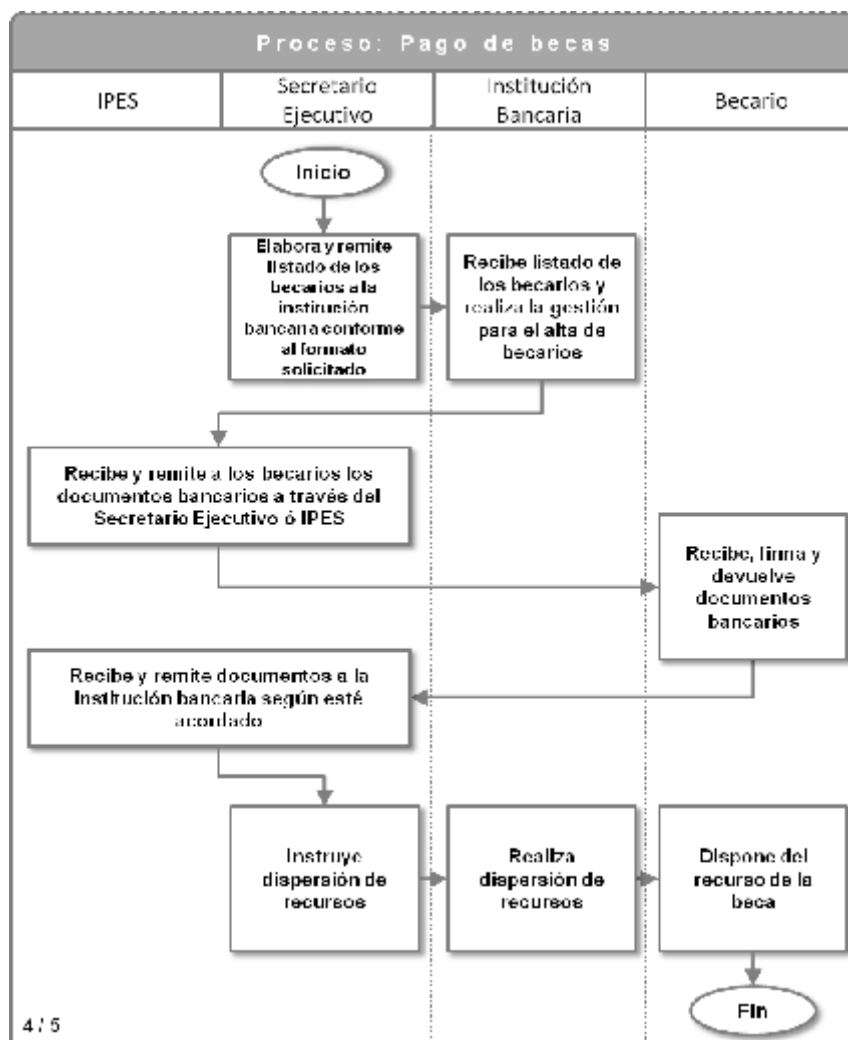 Proceso: Pago de becas
IPES
Secretario
Ejecutivo
Institución
Bancaria
Becario
Inicio
Elabora y remite
listado de los
becarios a la
institución
bancaria conforme
al formato
solicitado
Recibe listado de
los becarios y
realiza la gestión
para el alta de
becarios
Recibe y remite a los becarios los
documentos bancarios a través del
Secretario Ejecutivo ó IPES
Recibe, firma y
devuelve
documentos
bancarios
Recibe y remite documentos a la
institución bancaria según esté
acordado
Instruye
dispersión de
recursos
Realiza
dispersión de
recursos
Dispone del
recurso de la
beca
Fin
4 / 5